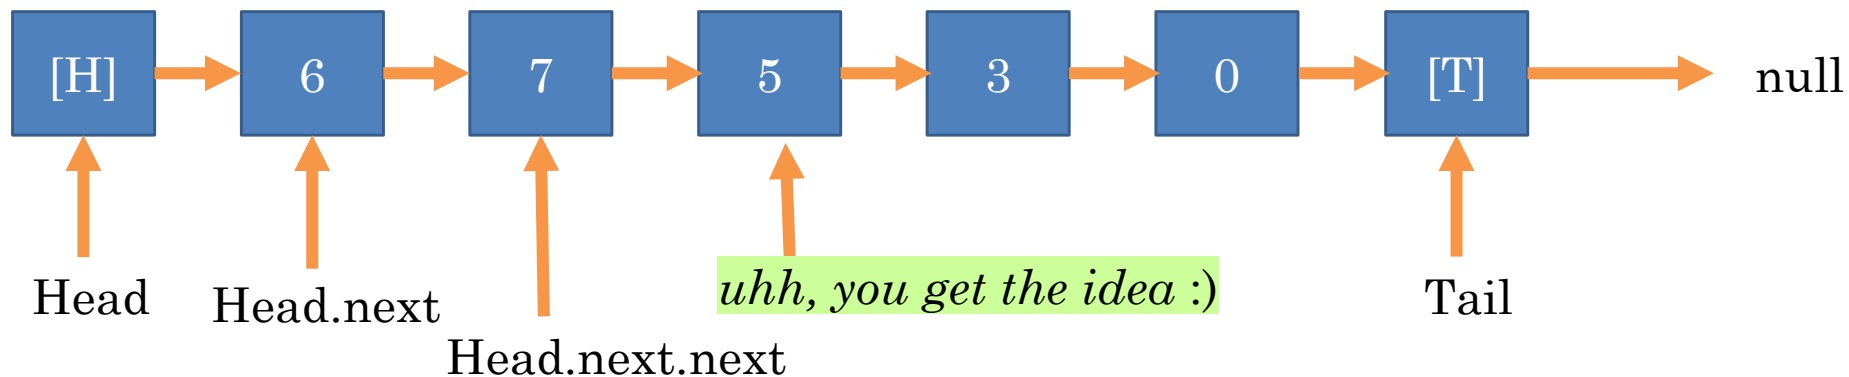 [H] 6 7 5 3 0 [T] null
Head
Head.next
Head.next.next
uhh, you get the idea :)
Tail